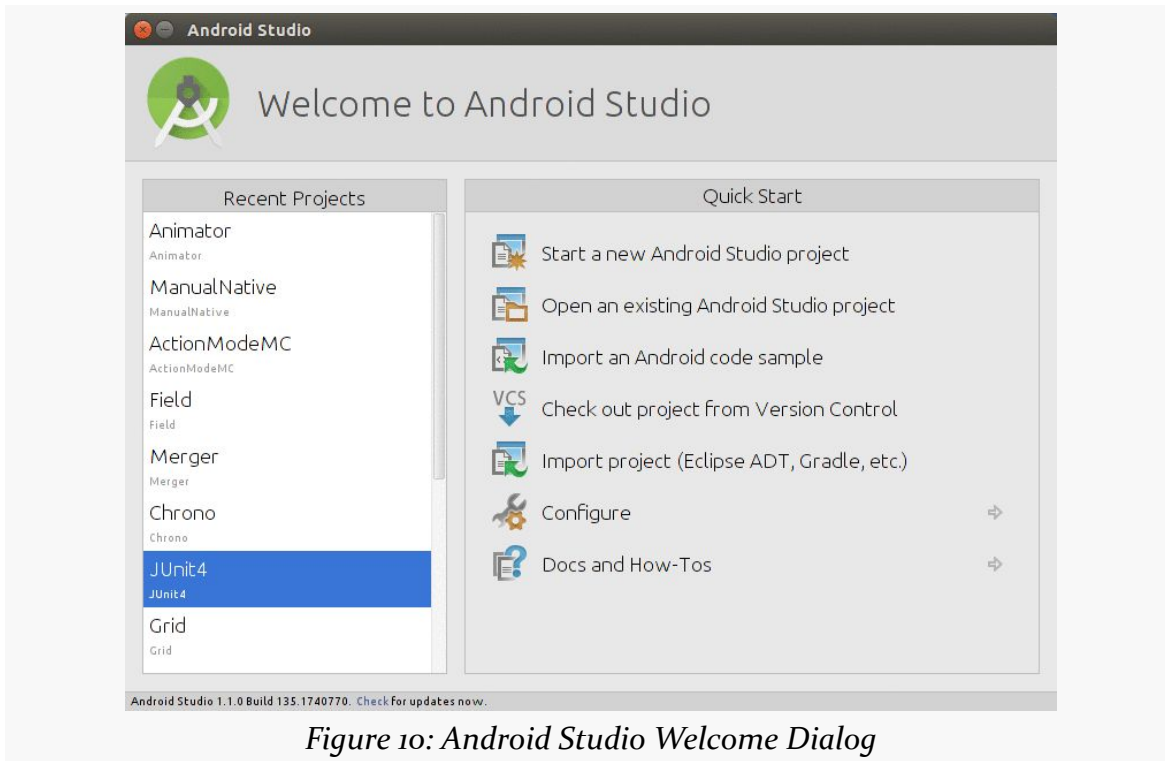 Android Studio
Welcome to Android Studio
Recent Projects
Animator
Animator
ManualNative
ManualNative
ActionModeMC
ActionModeMC
Field
Field
Merger
Merger
Chrono
Chrono
JUnit4
JUnit4
Grid
Grid
Quick Start
Start a new Android Studio project
Open an existing Android Studio project
Import an Android code sample
VCS
Check out project from Version Control
Import project (Eclipse ADT, Gradle, etc.)
Configure
Docs and How-Tos
Android Studio 1.1.0 Build 135.1740770. Check for updates now.
Figure 10: Android Studio Welcome Dialog